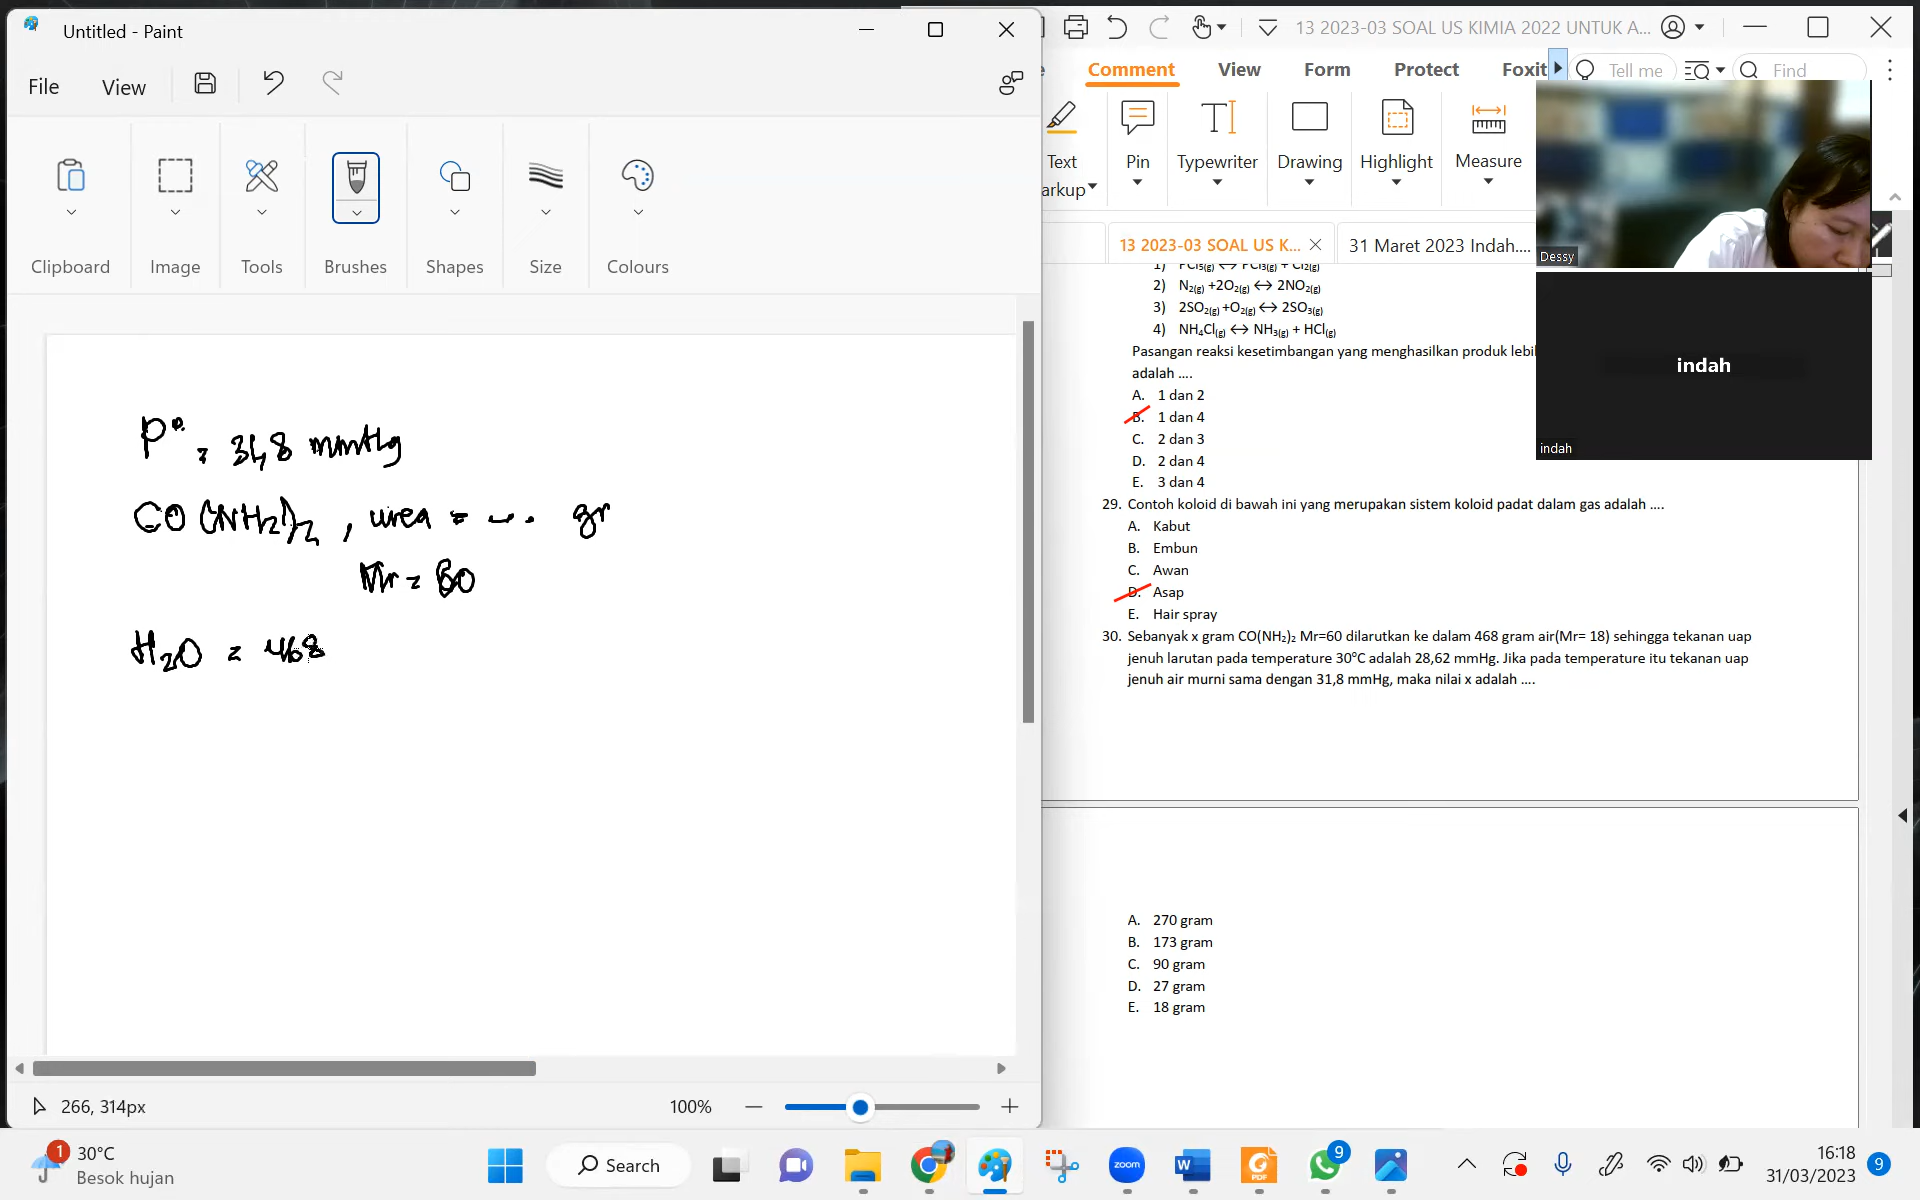 Untitled - Paint
File
View
Clipboard
Image
Tools
Brushes
Shapes
Size
Colours
P° = 31,8 mmHg
CO(NH2)2 , urea = .... gr
Mr = 60
H2O = 468
266, 314px
100%
13 2023-03 SOAL US KIMIA 2022 UNTUK A...
Comment
View
Form
Protect
Foxit
Tell me
Find
Text
arkup
Pin
Typewriter
Drawing
Highlight
Measure
13 2023-03 SOAL US K...
31 Maret 2023 Indah....
Dessy
indah
indah
1) PCl₅(g) ↔ PCl₃(g) + Cl₂(g)
2) N₂(g) +2O₂(g) ↔ 2NO₂(g)
3) 2SO₂(g) +O₂(g) ↔ 2SO₃(g)
4) NH₄Cl(g) ↔ NH₃(g) + HCl(g)
Pasangan reaksi kesetimbangan yang menghasilkan produk
adalah ....
A. 1 dan 2
B. 1 dan 4
C. 2 dan 3
D. 2 dan 4
E. 3 dan 4
29. Contoh koloid di bawah ini yang merupakan sistem koloid padat dalam gas adalah ....
A. Kabut
B. Embun
C. Awan
D. Asap
E. Hair spray
30. Sebanyak x gram CO(NH₂)₂ Mr=60 dilarutkan ke dalam 468 gram air(Mr= 18) sehingga tekanan uap
jenuh larutan pada temperature 30°C adalah 28,62 mmHg. Jika pada temperature itu tekanan uap
jenuh air murni sama dengan 31,8 mmHg, maka nilai x adalah ....
A. 270 gram
B. 173 gram
C. 90 gram
D. 27 gram
E. 18 gram
1
30°C
Besok hujan
Search
zoom
W
PDF
9
16:18
31/03/2023
9